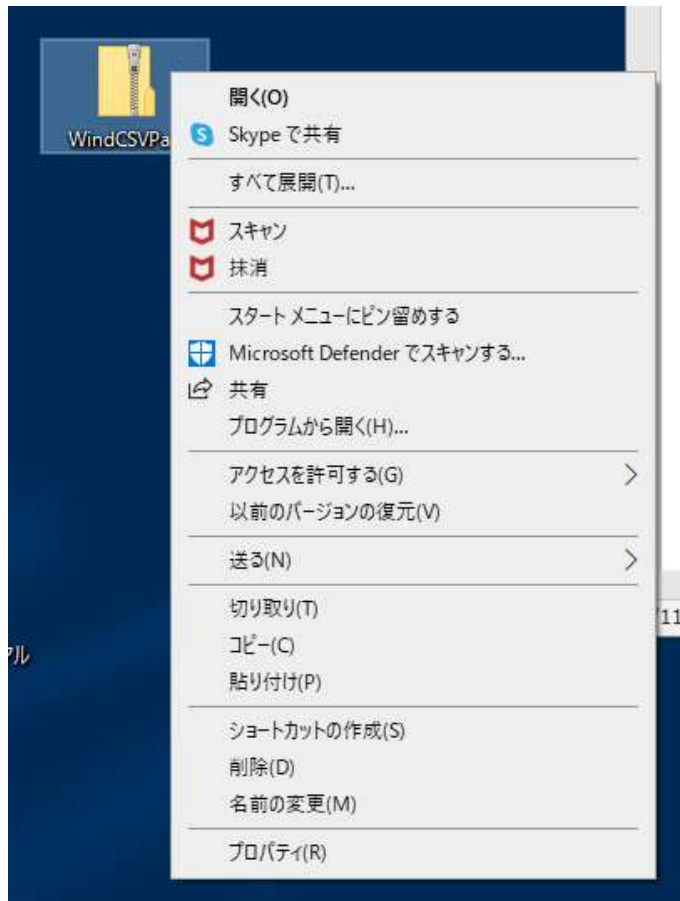 WindCSVPa
開く(O)
Skype で共有
すべて展開(T)...
スキャン
抹消
スタート メニューにピン留めする
Microsoft Defender でスキャンする...
共有
プログラムから開く(H)...
アクセスを許可する(G)
以前のバージョンの復元(V)
送る(N)
切り取り(T)
コピー(C)
貼り付け(P)
ショートカットの作成(S)
削除(D)
名前の変更(M)
プロパティ(R)
/11
アル